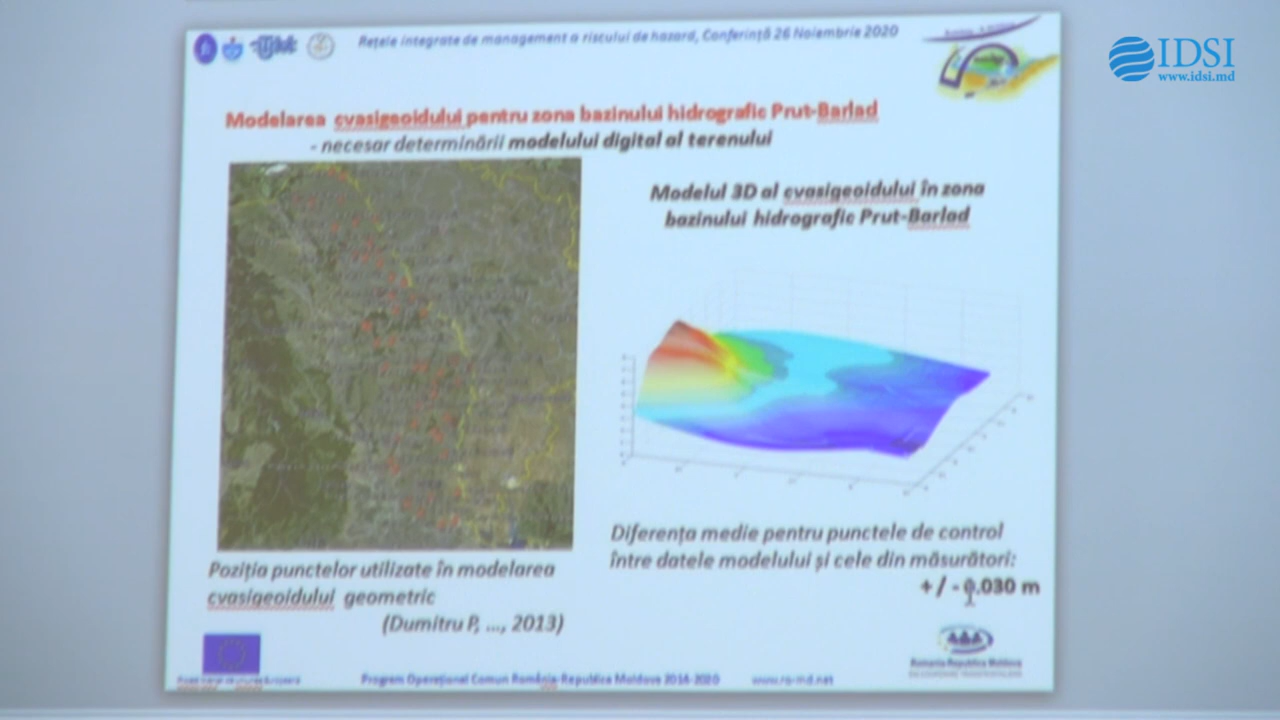 Rețele integrate de management a riscului de hazard, Conferință 26 Noiembrie 2020
IDSI
www.idsi.md
Modelarea cvasigeoidului pentru zona bazinului hidrografic Prut-Barlad
- necesar determinării modelului digital al terenului
Modelul 3D al cvasigeoidului în zona
bazinului hidrografic Prut-Barlad
Diferența medie pentru punctele de control
între datele modelului și cele din măsurători:
+ / - 0.030 m
Poziția punctelor utilizate în modelarea
cvasigeoidului geometric
(Dumitru P, ..., 2013)
Romania-Republica Moldova
Program Operațional Comun România-Republica Moldova 2014-2020
www.ro-md.net